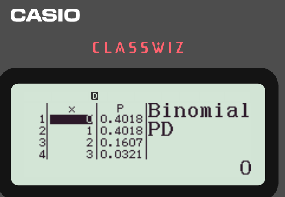 CASIO
CLASSWIZ
D
x P Binomial
1 0 0.4018 PD
2 1 0.4018
3 2 0.1607
4 3 0.0321
0